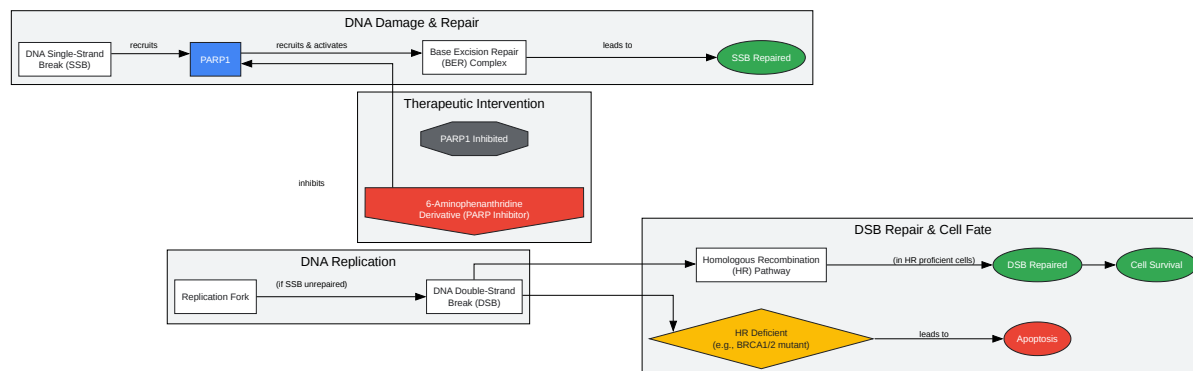 DNA Damage & Repair
DNA Single-Strand
Break (SSB)
recruits
PARP1
recruits & activates
Base Excision Repair
(BER) Complex
leads to
SSB Repaired
Therapeutic Intervention
PARP1 Inhibited
inhibits
6-Aminophenanthridine
Derivative (PARP Inhibitor)
DNA Replication
Replication Fork
(if SSB unrepaired)
DNA Double-Strand
Break (DSB)
DSB Repair & Cell Fate
Homologous Recombination
(HR) Pathway
(in HR proficient cells)
DSB Repaired
Cell Survival
HR Deficient
(e.g., BRCA1/2 mutant)
leads to
Apoptosis